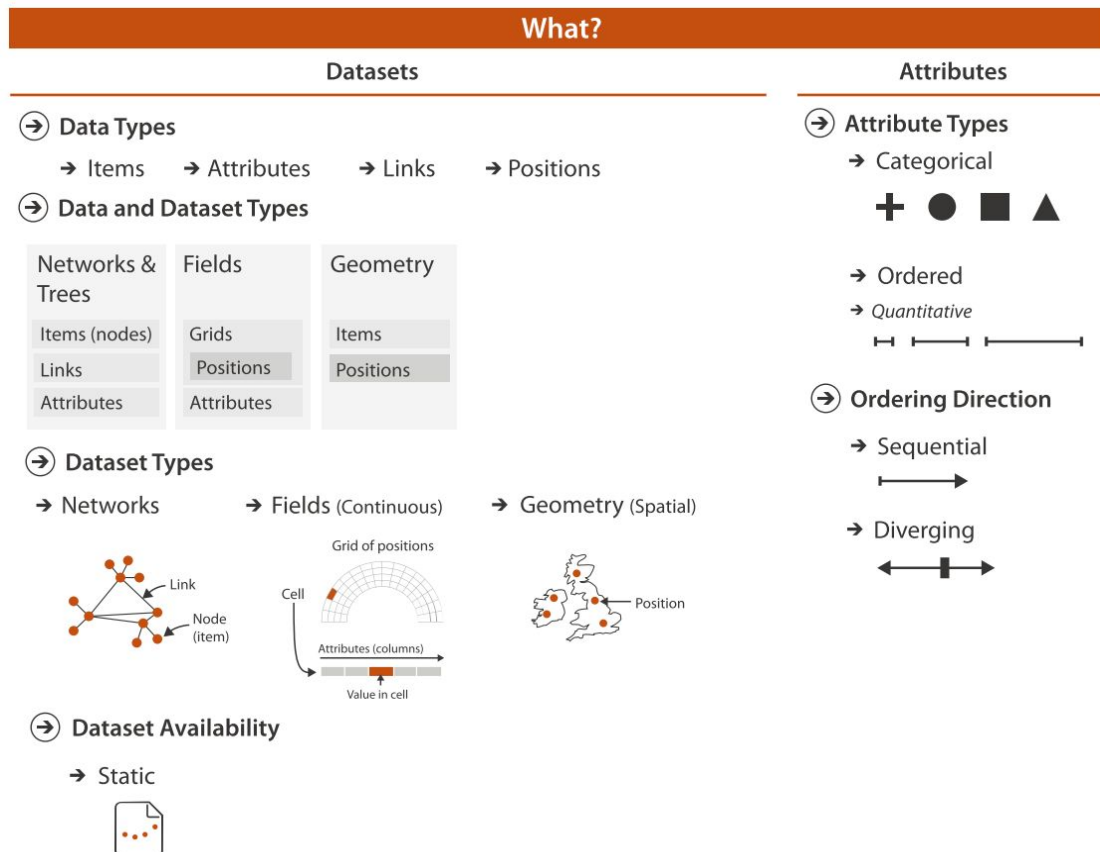 What?
Datasets
Attributes
Data Types
Items
Attributes
Links
Positions
Data and Dataset Types
Networks &
Trees
Items (nodes)
Links
Attributes
Fields
Grids
Positions
Attributes
Geometry
Items
Positions
Dataset Types
Networks
Link
Node
(item)
Fields (Continuous)
Grid of positions
Cell
Attributes (columns)
Value in cell
Geometry (Spatial)
Position
Dataset Availability
Static
Attribute Types
Categorical
Ordered
Quantitative
Ordering Direction
Sequential
Diverging